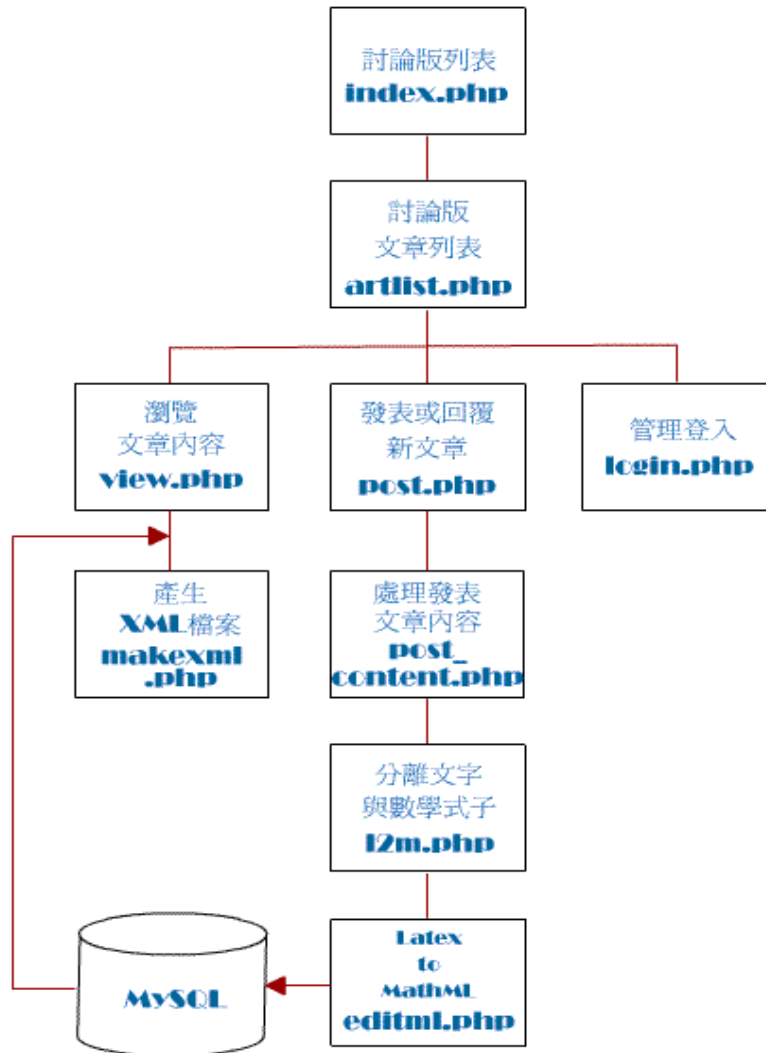 討論版列表
index.php
討論版
文章列表
artlist.php
瀏覽
文章內容
view.php
發表或回覆
新文章
post.php
管理登入
login.php
產生
XML檔案
makexml
.php
處理發表
文章內容
post_
content.php
分離文字
與數學式子
l2m.php
Latex
to
MathML
editml.php
MySQL